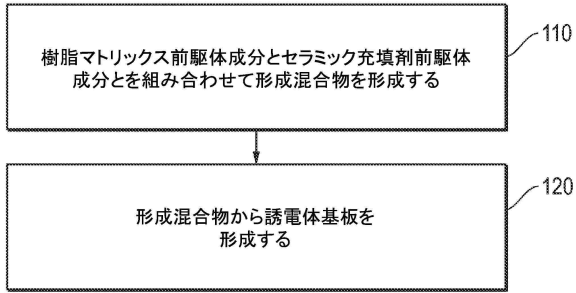 樹脂マトリックス前駆体成分とセラミック充填剤前駆体
成分とを組み合わせて形成混合物を形成する
110
形成混合物から誘電体基板を
形成する
120